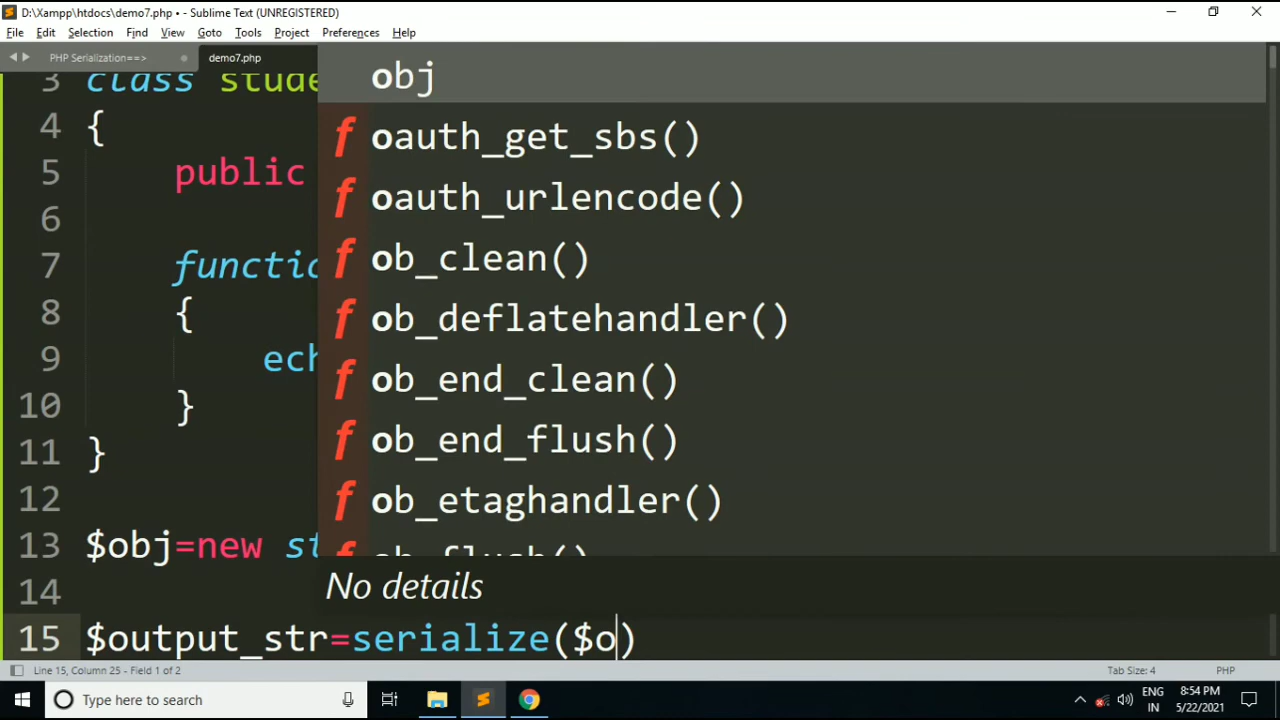 D:\Xampp\htdocs\demo7.php • - Sublime Text (UNREGISTERED)
File Edit Selection Find View Goto Tools Project Preferences Help
PHP Serialization==> demo7.php
3 class stude
4 {
5 public
6
7 functio
8 {
9 ech
10 }
11 }
12
13 $obj=new st
14
15 $output_str=serialize($o)
obj
f oauth_get_sbs()
f oauth_urlencode()
f ob_clean()
f ob_deflatehandler()
f ob_end_clean()
f ob_end_flush()
f ob_etaghandler()
f ob_flush()
No details
Line 15, Column 25 - Field 1 of 2 Tab Size: 4 PHP
Type here to search
ENG 8:54 PM
IN 5/22/2021